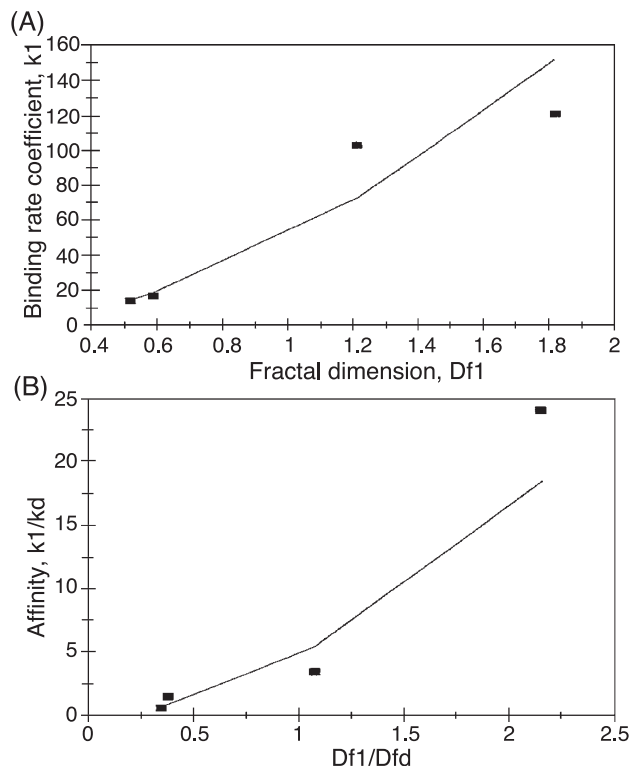 (A)
Binding rate coefficient, k1
160
140
120
100
80
60
40
20
0
0.4 0.6 0.8 1 1.2 1.4 1.6 1.8 2
Fractal dimension, Df1
(B)
Affinity, k1/kd
25
20
15
10
5
0
0 0.5 1 1.5 2 2.5
Df1/Dfd